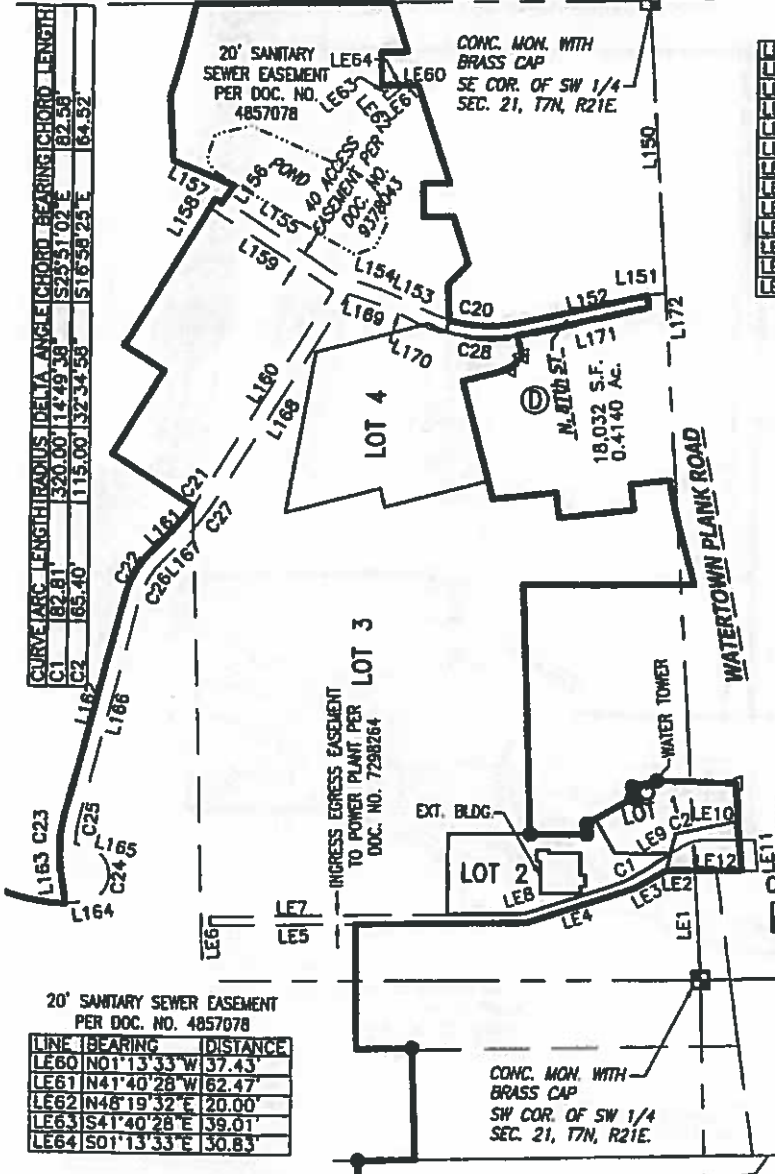 20' SANITARY
SEWER EASEMENT
PER DOC. NO.
4857078
LE64
LE60
LE63
LE62
LE61
CONC. MON. WITH
BRASS CAP
SE COR. OF SW 1/4
SEC. 21, T7N, R21E.
L150
CURVE ARC LENGTH RADIUS DELTA ANGLE CHORD BEARING CHORD LENGTH
C1 82.81' 320.00' 14°49'38" S25°51'02"E 82.58'
C2 65.40' 115.00' 32°34'58" S16°58'25"E 64.52'
L157
L158
L156
POND
40 ACCESS
EASEMENT PER
DOC. NO.
9378043
L155
L159
L154
L153
L169
L170
C20
C28
L152
L151
L171
L172
N. 87TH ST.
D
18,032 S.F.
0.4140 Ac.
L160
L168
LOT 4
C21
C27
L161
C22
C26
L167
L162
L166
WATERTOWN PLANK ROAD
LOT 3
INGRESS EGRESS EASEMENT
TO POWER PLANT PER
DOC. NO. 7298264
WATER TOWER
EXT. BLDG.
LOT 1
LE10
C2
LE9
LE11
LE12
C1
LOT 2
LE8
LE4
LE3
LE2
LE1
L163
C23
C25
L165
C24
L164
LE6
LE7
LE5
20' SANITARY SEWER EASEMENT
PER DOC. NO. 4857078
LINE BEARING DISTANCE
LE60 N01°13'33"W 37.43'
LE61 N41°40'28"W 62.47'
LE62 N48°19'32"E 20.00'
LE63 S41°40'28"E 39.01'
LE64 S01°13'33"E 30.83'
CONC. MON. WITH
BRASS CAP
SW COR. OF SW 1/4
SEC. 21, T7N, R21E.